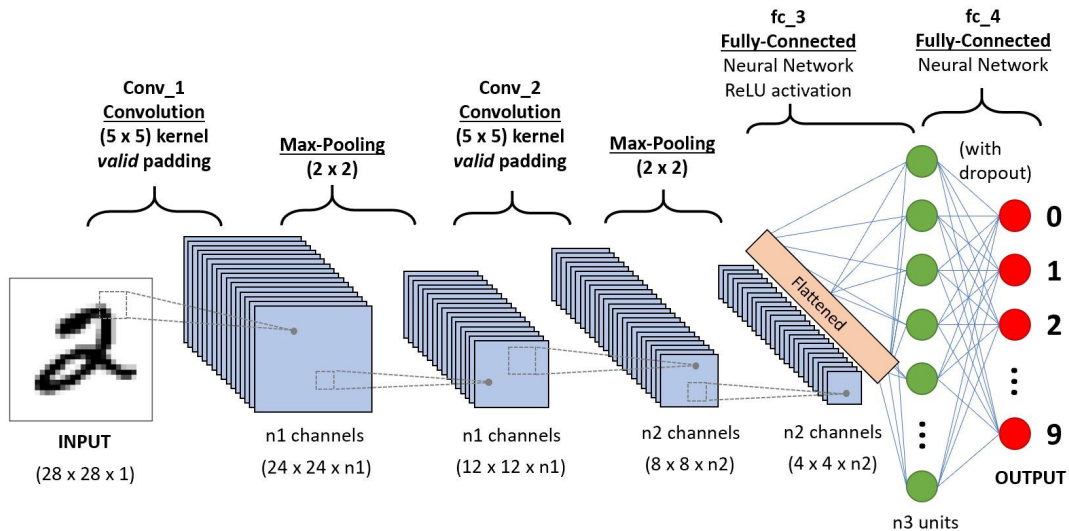 Conv_1
Convolution
(5 x 5) kernel
valid padding
Max-Pooling
(2 x 2)
Conv_2
Convolution
(5 x 5) kernel
valid padding
Max-Pooling
(2 x 2)
fc_3
Fully-Connected
Neural Network
ReLU activation
fc_4
Fully-Connected
Neural Network
(with
dropout)
2
INPUT
(28 x 28 x 1)
n1 channels
(24 x 24 x n1)
n1 channels
(12 x 12 x n1)
n2 channels
(8 x 8 x n2)
n2 channels
(4 x 4 x n2)
Flattened
n3 units
0
1
2
9
OUTPUT